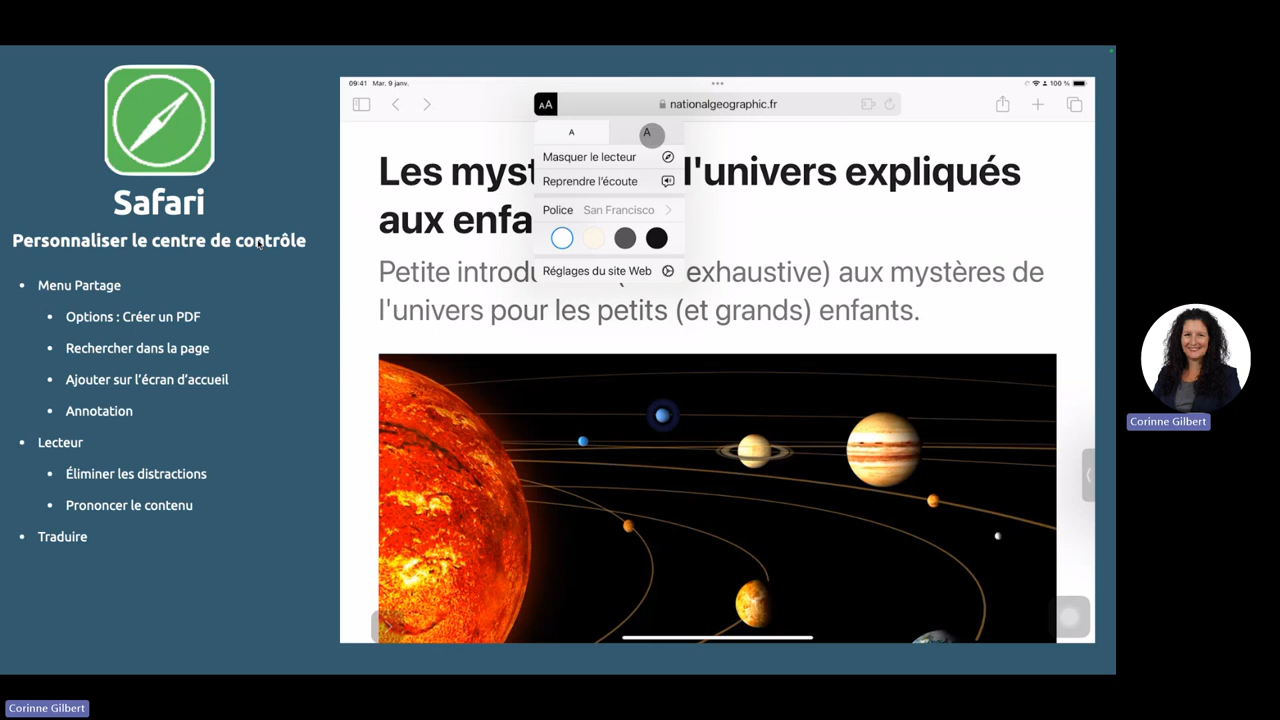 Safari
Personnaliser le centre de contrôle
Menu Partage
Options : Créer un PDF
Rechercher dans la page
Ajouter sur l'écran d'accueil
Annotation
Lecteur
Éliminer les distractions
Prononcer le contenu
Traduire
09:41 Mar. 9 janv.
100 %
AA
nationalgeographic.fr
A
A
Masquer le lecteur
Reprendre l'écoute
Police San Francisco
Réglages du site Web
Les myst l'univers expliqués
aux enfa
Petite introdu exhaustive) aux mystères de
l'univers pour les petits (et grands) enfants.
Corinne Gilbert
Corinne Gilbert